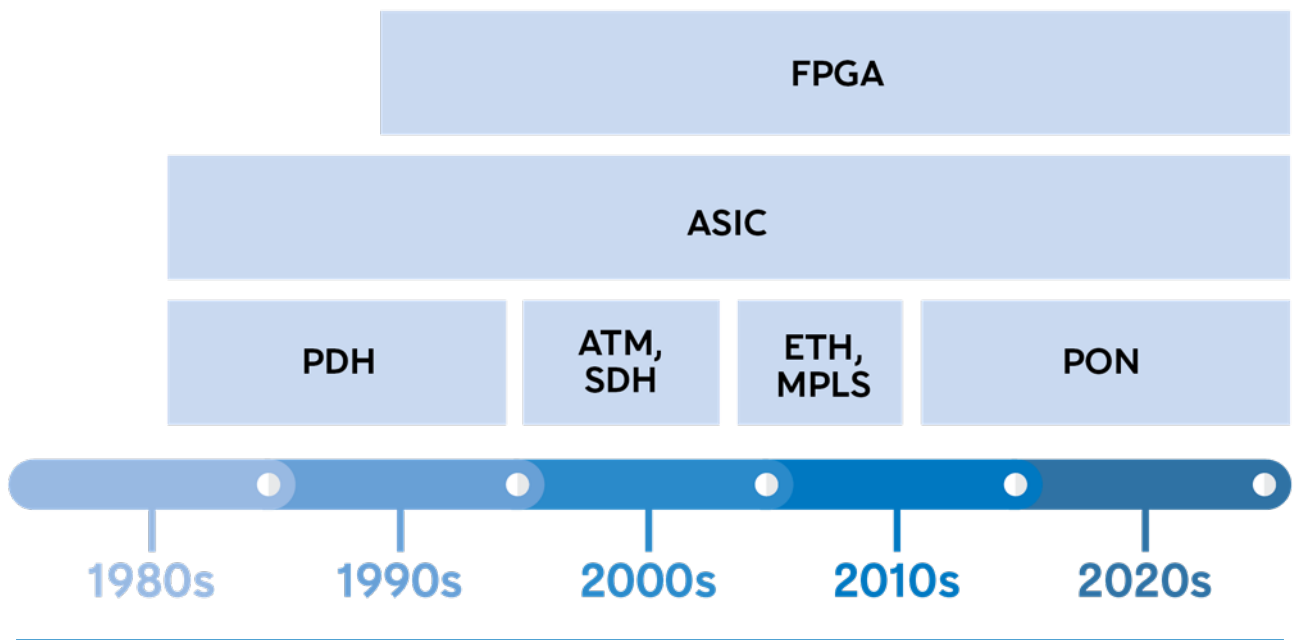 FPGA
ASIC
PDH
ATM,
SDH
ETH,
MPLS
PON
1980s
1990s
2000s
2010s
2020s